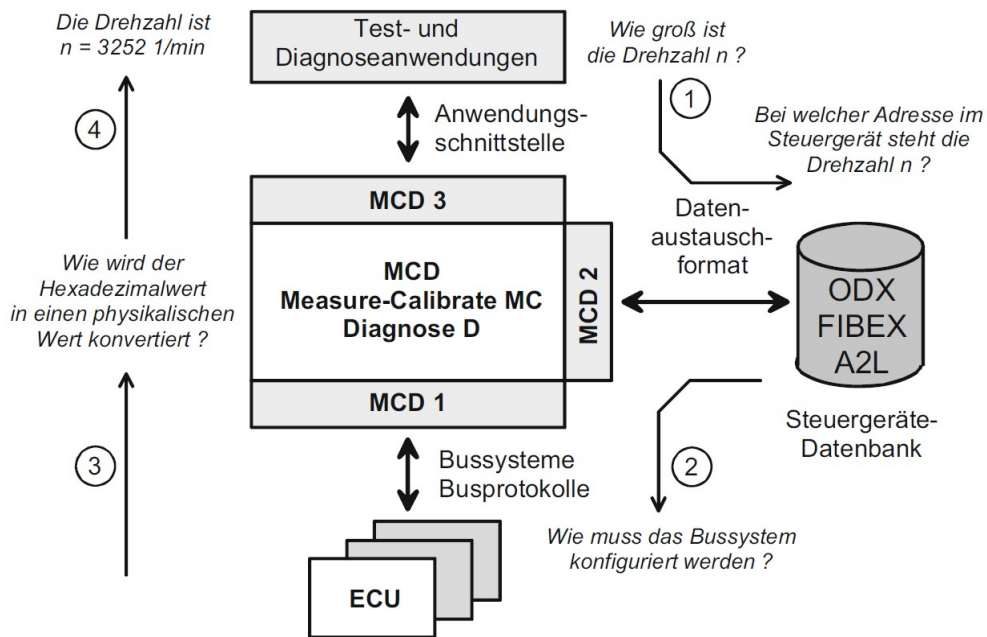 Die Drehzahl ist
n = 3252 1/min
4
Wie wird der
Hexadezimalwert
in einen physikalischen
Wert konvertiert ?
3
Test- und
Diagnoseanwendungen
Anwendungs-
schnittstelle
MCD 3
MCD
Measure-Calibrate MC
Diagnose D
MCD 2
MCD 1
Bussysteme
Busprotokolle
ECU
Wie groß ist
die Drehzahl n ?
1
Bei welcher Adresse im
Steuergerät steht die
Drehzahl n ?
Daten-
austausch-
format
ODX
FIBEX
A2L
Steuergeräte-
Datenbank
2
Wie muss das Bussystem
konfiguriert werden ?